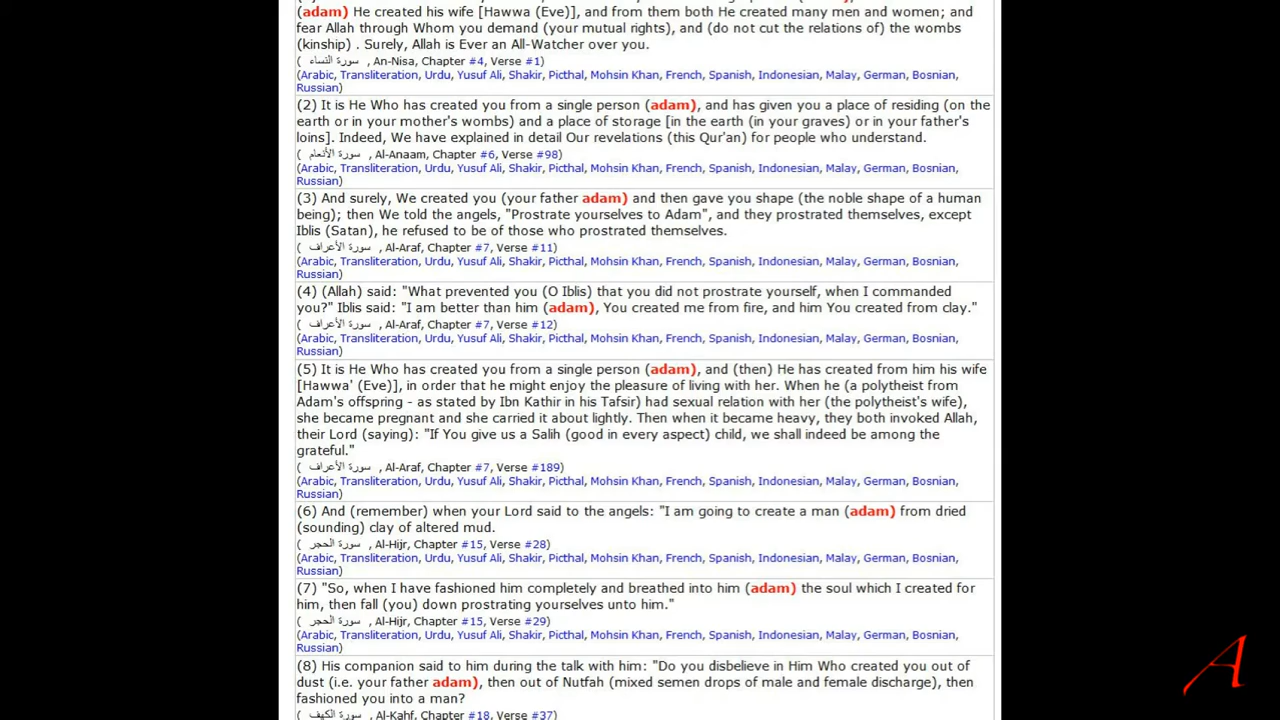 (adam) He created his wife [Hawwa (Eve)], and from them both He created many men and women; and
fear Allah through Whom you demand (your mutual rights), and (do not cut the relations of) the wombs
(kinship) . Surely, Allah is Ever an All-Watcher over you.
( سورة النساء , An-Nisa, Chapter #4, Verse #1)
(Arabic, Transliteration, Urdu, Yusuf Ali, Shakir, Picthal, Mohsin Khan, French, Spanish, Indonesian, Malay, German, Bosnian,
Russian)
(2) It is He Who has created you from a single person (adam), and has given you a place of residing (on the
earth or in your mother's wombs) and a place of storage [in the earth (in your graves) or in your father's
loins]. Indeed, We have explained in detail Our revelations (this Qur'an) for people who understand.
( سورة الأنعام , Al-Anaam, Chapter #6, Verse #98)
(Arabic, Transliteration, Urdu, Yusuf Ali, Shakir, Picthal, Mohsin Khan, French, Spanish, Indonesian, Malay, German, Bosnian,
Russian)
(3) And surely, We created you (your father adam) and then gave you shape (the noble shape of a human
being); then We told the angels, "Prostrate yourselves to Adam", and they prostrated themselves, except
Iblis (Satan), he refused to be of those who prostrated themselves.
( سورة الأعراف , Al-Araf, Chapter #7, Verse #11)
(Arabic, Transliteration, Urdu, Yusuf Ali, Shakir, Picthal, Mohsin Khan, French, Spanish, Indonesian, Malay, German, Bosnian,
Russian)
(4) (Allah) said: "What prevented you (O Iblis) that you did not prostrate yourself, when I commanded
you?" Iblis said: "I am better than him (adam), You created me from fire, and him You created from clay."
( سورة الأعراف , Al-Araf, Chapter #7, Verse #12)
(Arabic, Transliteration, Urdu, Yusuf Ali, Shakir, Picthal, Mohsin Khan, French, Spanish, Indonesian, Malay, German, Bosnian,
Russian)
(5) It is He Who has created you from a single person (adam), and (then) He has created from him his wife
[Hawwa' (Eve)], in order that he might enjoy the pleasure of living with her. When he (a polytheist from
Adam's offspring - as stated by Ibn Kathir in his Tafsir) had sexual relation with her (the polytheist's wife),
she became pregnant and she carried it about lightly. Then when it became heavy, they both invoked Allah,
their Lord (saying): "If You give us a Salih (good in every aspect) child, we shall indeed be among the
grateful."
( سورة الأعراف , Al-Araf, Chapter #7, Verse #189)
(Arabic, Transliteration, Urdu, Yusuf Ali, Shakir, Picthal, Mohsin Khan, French, Spanish, Indonesian, Malay, German, Bosnian,
Russian)
(6) And (remember) when your Lord said to the angels: "I am going to create a man (adam) from dried
(sounding) clay of altered mud.
( سورة الحجر , Al-Hijr, Chapter #15, Verse #28)
(Arabic, Transliteration, Urdu, Yusuf Ali, Shakir, Picthal, Mohsin Khan, French, Spanish, Indonesian, Malay, German, Bosnian,
Russian)
(7) "So, when I have fashioned him completely and breathed into him (adam) the soul which I created for
him, then fall (you) down prostrating yourselves unto him."
( سورة الحجر , Al-Hijr, Chapter #15, Verse #29)
(Arabic, Transliteration, Urdu, Yusuf Ali, Shakir, Picthal, Mohsin Khan, French, Spanish, Indonesian, Malay, German, Bosnian,
Russian)
(8) His companion said to him during the talk with him: "Do you disbelieve in Him Who created you out of
dust (i.e. your father adam), then out of Nutfah (mixed semen drops of male and female discharge), then
fashioned you into a man?
( سورة الكهف , Al-Kahf, Chapter #18, Verse #37)
A